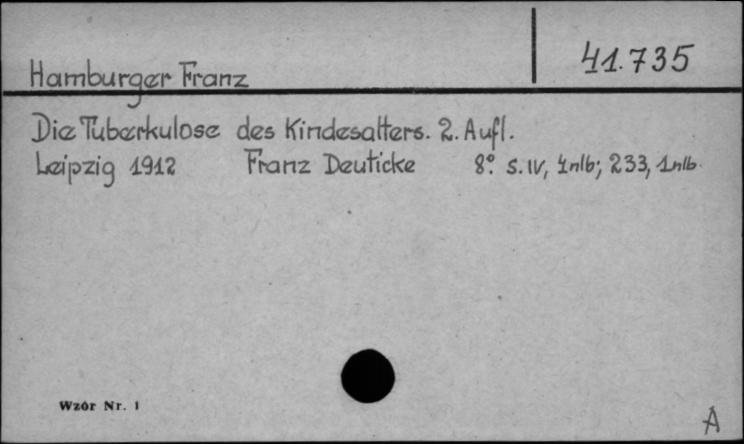 41.735
Hamburger Franz
Die Tuberkulose des Kindesalters. 2. Aufl.
Leipzig 1912 Franz Deuticke 8° S. IV, 1nlb; 233, 1nlb.
Wzór Nr. 1
A